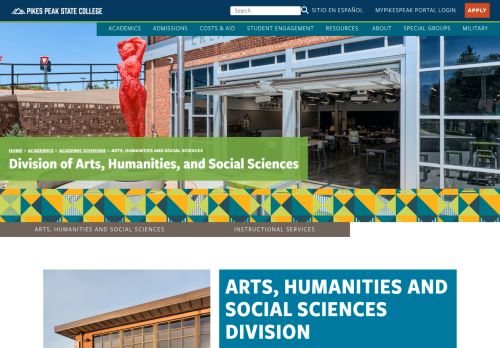 PIKES PEAK STATE COLLEGE
Search
SITIO EN ESPAÑOL
MYPIKESPEAK PORTAL LOGIN
APPLY
ACADEMICS ADMISSIONS COSTS & AID STUDENT ENGAGEMENT RESOURCES ABOUT SPECIAL GROUPS MILITARY
HOME > ACADEMICS > ACADEMIC DIVISIONS > ARTS, HUMANITIES AND SOCIAL SCIENCES
Division of Arts, Humanities, and Social Sciences
ARTS, HUMANITIES AND SOCIAL SCIENCES INSTRUCTIONAL SERVICES
ARTS, HUMANITIES AND
SOCIAL SCIENCES
DIVISION